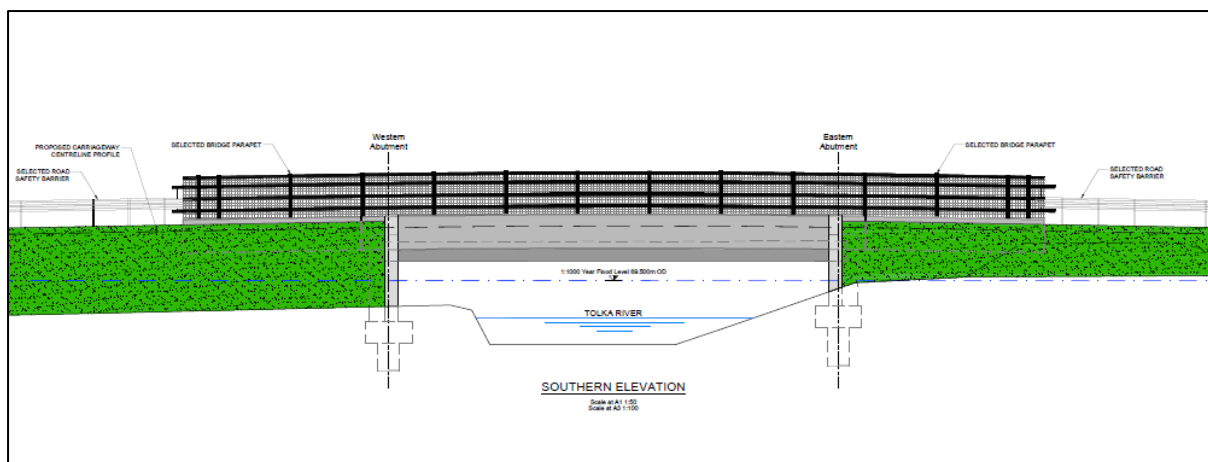 Western
Abutment
Eastern
Abutment
PROPOSED CARRIAGEWAY
CENTRELINE PROFILE
SELECTED BRIDGE PARAPET
SELECTED BRIDGE PARAPET
SELECTED ROAD
SAFETY BARRIER
SELECTED ROAD
SAFETY BARRIER
1:1000 Year Flood Level 69.500m OD
TOLKA RIVER
SOUTHERN ELEVATION
Scale at A1 1:50
Scale at A3 1:100